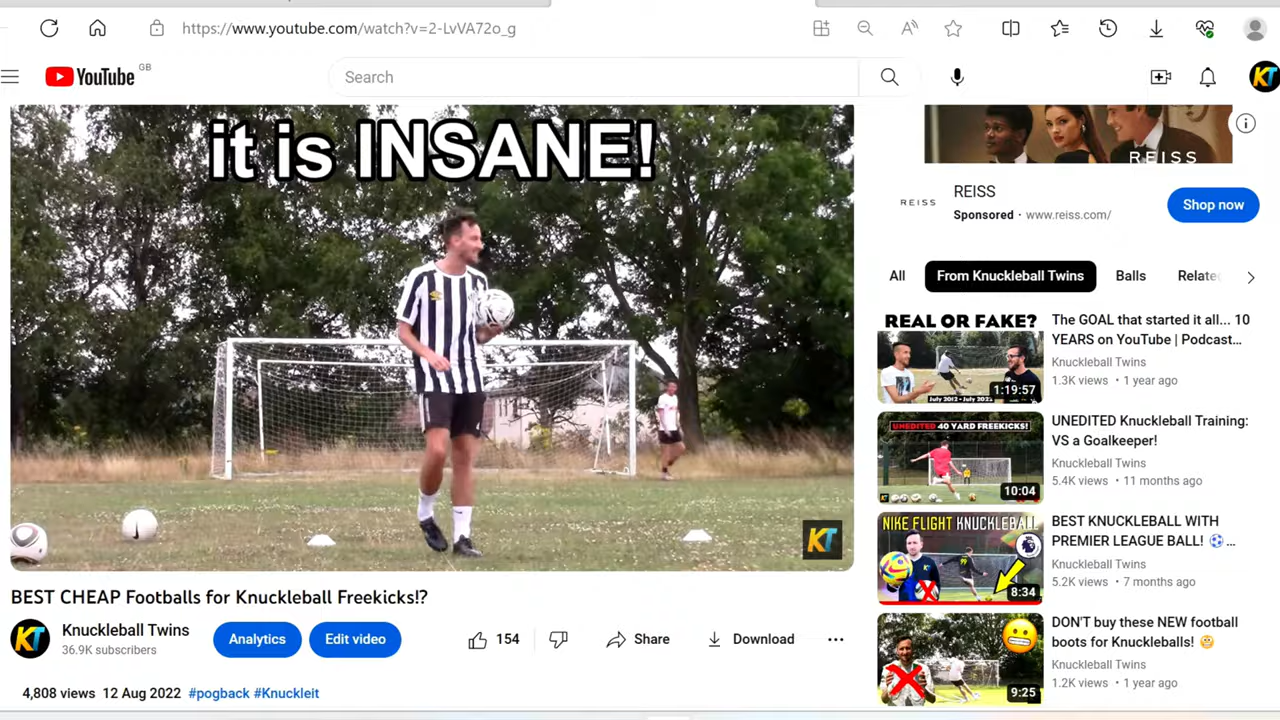 https://www.youtube.com/watch?v=2-LvVA72o_g
YouTube GB
Search
KT
it is INSANE!
KT
BEST CHEAP Footballs for Knuckleball Freekicks!?
KT
Knuckleball Twins
36.9K subscribers
Analytics
Edit video
154
Share
Download
4,808 views 12 Aug 2022 #pogback #Knuckleit
REISS
REISS
REISS
Sponsored · www.reiss.com/
Shop now
All
From Knuckleball Twins
Balls
Relate
REAL OR FAKE?
July 2012 - July 2022
1:19:57
The GOAL that started it all... 10
YEARS on YouTube | Podcast...
Knuckleball Twins
1.3K views · 1 year ago
UNEDITED 40 YARD FREEKICKS!
10:04
UNEDITED Knuckleball Training:
VS a Goalkeeper!
Knuckleball Twins
5.4K views · 11 months ago
NIKE FLIGHT KNUCKLEBALL
8:34
BEST KNUCKLEBALL WITH
PREMIER LEAGUE BALL! ⚽ ...
Knuckleball Twins
5.2K views · 7 months ago
9:25
DON'T buy these NEW football
boots for Knuckleballs! 😬
Knuckleball Twins
1.2K views · 1 year ago